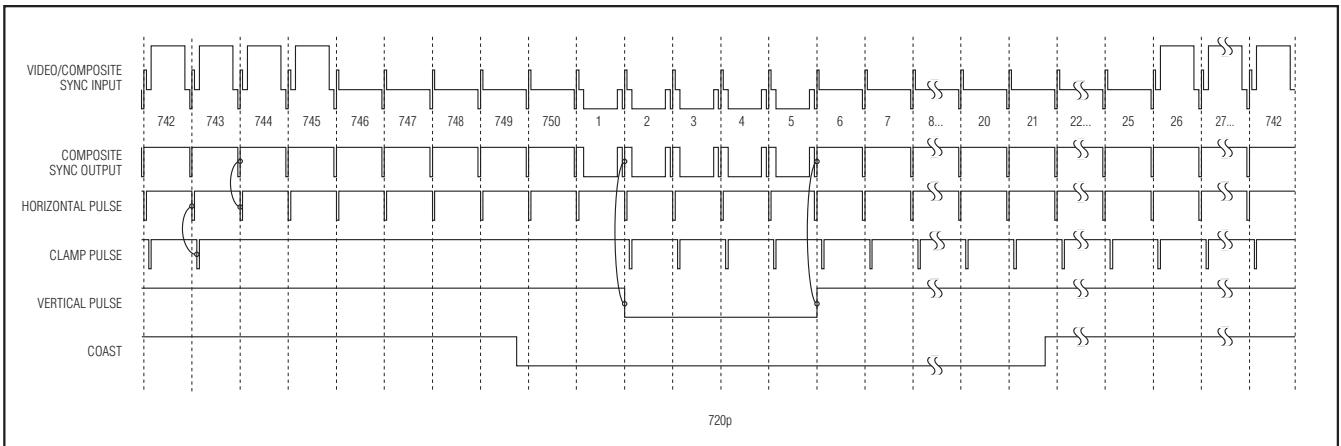 VIDEO/COMPOSITE
SYNC INPUT
742 743 744 745 746 747 748 749 750 1 2 3 4 5 6 7 8... 20 21 22... 25 26 27... 742
COMPOSITE
SYNC OUTPUT
HORIZONTAL PULSE
CLAMP PULSE
VERTICAL PULSE
COAST
720p